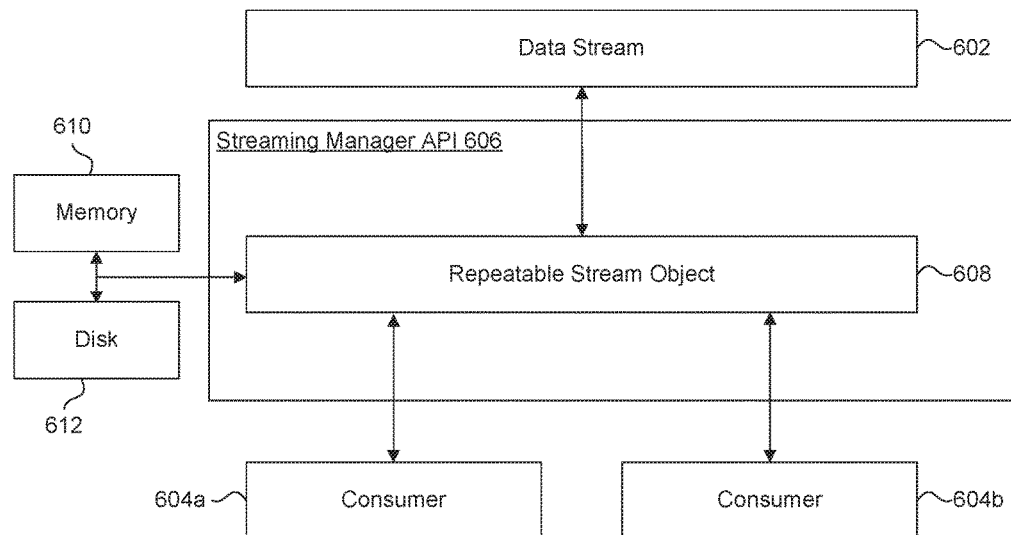 Data Stream
602
610
Streaming Manager API 606
Memory
Repeatable Stream Object
608
Disk
612
604a
Consumer
Consumer
604b